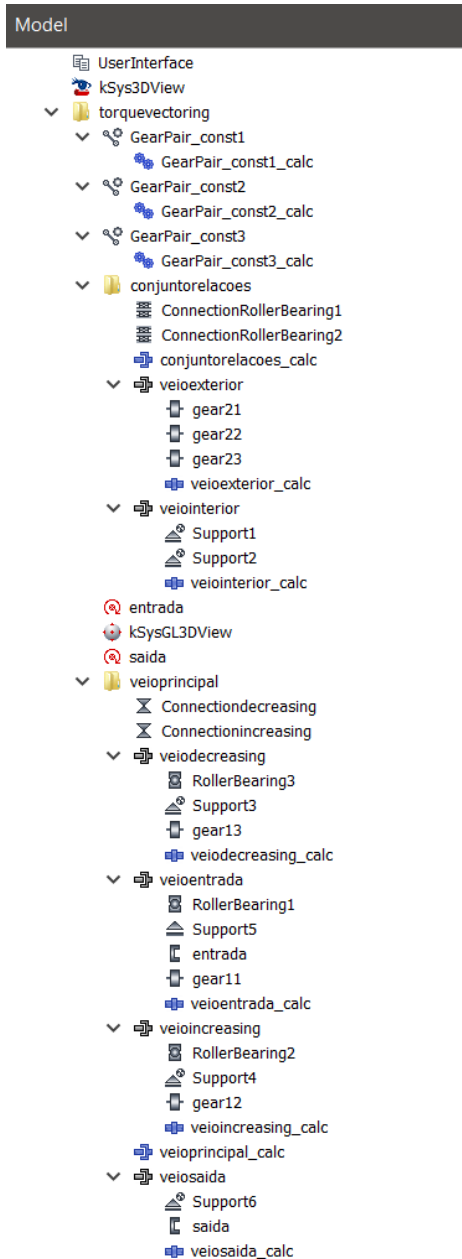 Model
UserInterface
kSys3DView
torquevectoring
GearPair_const1
GearPair_const1_calc
GearPair_const2
GearPair_const2_calc
GearPair_const3
GearPair_const3_calc
conjuntorelacoes
ConnectionRollerBearing1
ConnectionRollerBearing2
conjuntorelacoes_calc
veioexterior
gear21
gear22
gear23
veioexterior_calc
veiointerior
Support1
Support2
veiointerior_calc
entrada
kSysGL3DView
saida
veioprincipal
Connectiondecreasing
Connectionincreasing
veiodecreasing
RollerBearing3
Support3
gear13
veiodecreasing_calc
veioentrada
RollerBearing1
Support5
entrada
gear11
veioentrada_calc
veioincreasing
RollerBearing2
Support4
gear12
veioincreasing_calc
veioprincipal_calc
veiosaida
Support6
saida
veiosaida_calc